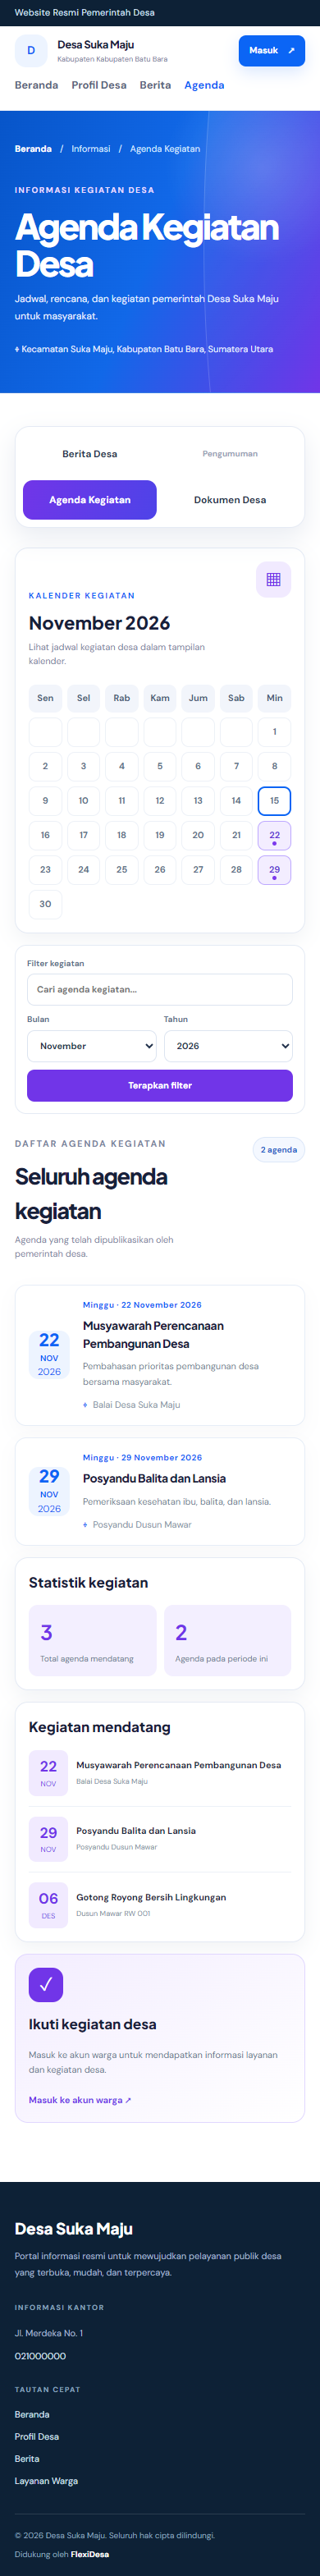 Website Resmi Pemerintah Desa
D
Desa Suka Maju
Kabupaten Kabupaten Batu Bara
Masuk ↗
Beranda Profil Desa Berita Agenda
Beranda / Informasi / Agenda Kegiatan
INFORMASI KEGIATAN DESA
Agenda Kegiatan
Desa
Jadwal, rencana, dan kegiatan pemerintah Desa Suka Maju
untuk masyarakat.
Kecamatan Suka Maju, Kabupaten Batu Bara, Sumatera Utara
Berita Desa Pengumuman
Agenda Kegiatan Dokumen Desa
KALENDER KEGIATAN
November 2026
Lihat jadwal kegiatan desa dalam tampilan
kalender.
Sen Sel Rab Kam Jum Sab Min
1
2 3 4 5 6 7 8
9 10 11 12 13 14 15
16 17 18 19 20 21 22
23 24 25 26 27 28 29
30
Filter kegiatan
Cari agenda kegiatan...
Bulan Tahun
November 2026
Terapkan filter
DAFTAR AGENDA KEGIATAN
2 agenda
Seluruh agenda
kegiatan
Agenda yang telah dipublikasikan oleh
pemerintah desa.
22
NOV
2026
Minggu · 22 November 2026
Musyawarah Perencanaan
Pembangunan Desa
Pembahasan prioritas pembangunan desa
bersama masyarakat.
Balai Desa Suka Maju
29
NOV
2026
Minggu · 29 November 2026
Posyandu Balita dan Lansia
Pemeriksaan kesehatan ibu, balita, dan lansia.
Posyandu Dusun Mawar
Statistik kegiatan
3
Total agenda mendatang
2
Agenda pada periode ini
Kegiatan mendatang
22
NOV
Musyawarah Perencanaan Pembangunan Desa
Balai Desa Suka Maju
29
NOV
Posyandu Balita dan Lansia
Posyandu Dusun Mawar
06
DES
Gotong Royong Bersih Lingkungan
Dusun Mawar RW 001
Ikuti kegiatan desa
Masuk ke akun warga untuk mendapatkan informasi layanan
dan kegiatan desa.
Masuk ke akun warga ↗
Desa Suka Maju
Portal informasi resmi untuk mewujudkan pelayanan publik desa
yang terbuka, mudah, dan terpercaya.
INFORMASI KANTOR
Jl. Merdeka No. 1
021000000
TAUTAN CEPAT
Beranda
Profil Desa
Berita
Layanan Warga
© 2026 Desa Suka Maju. Seluruh hak cipta dilindungi.
Didukung oleh FlexiDesa